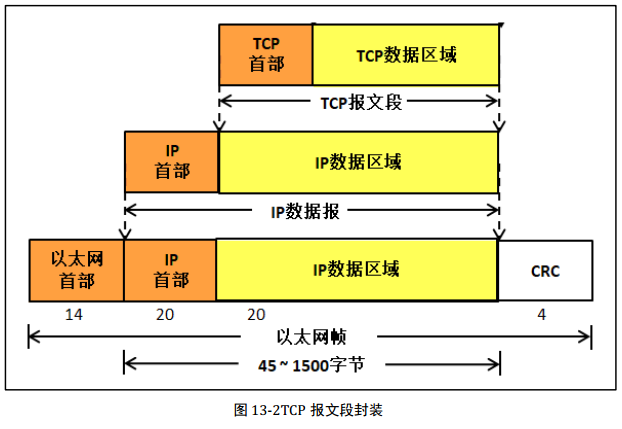 TCP
首部
TCP数据区域
TCP报文段
IP
首部
IP数据区域
IP数据报
以太网
首部
IP
首部
IP数据区域
CRC
14
20
20
4
以太网帧
45 ~ 1500字节
图 13-2TCP 报文段封装